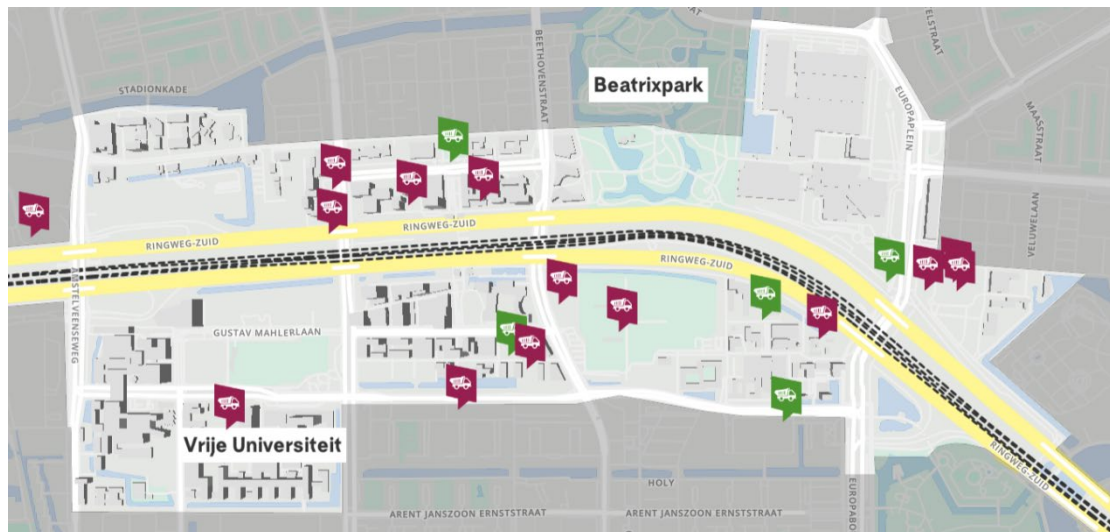 Beatrixpark
STADIONKADE
BEETHOVENSTRAAT
EUROPAPLEIN
MAASSTRAAT
VELUWELAAN
RINGWEG-ZUID
RINGWEG-ZUID
RINGWEG-ZUID
AMSTELVEENSEWEG
GUSTAV MAHLERLAAN
Vrije Universiteit
RINGWEG-ZUID
HOLY
EUROPABO
ARENT JANSZOON ERNSTSTRAAT
ARENT JANSZOON ERNSTSTRAAT